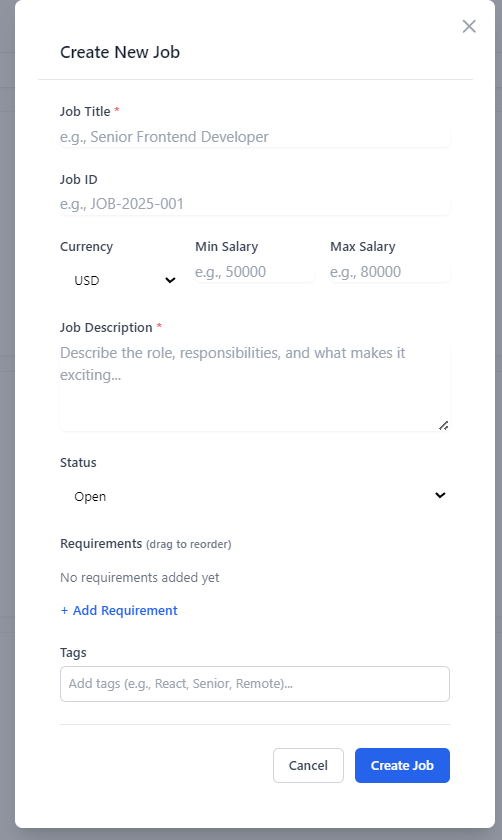 Create New Job
Job Title *
e.g., Senior Frontend Developer
Job ID
e.g., JOB-2025-001
Currency Min Salary Max Salary
USD e.g., 50000 e.g., 80000
Job Description *
Describe the role, responsibilities, and what makes it
exciting...
Status
Open
Requirements (drag to reorder)
No requirements added yet
+ Add Requirement
Tags
Add tags (e.g., React, Senior, Remote)...
Cancel Create Job